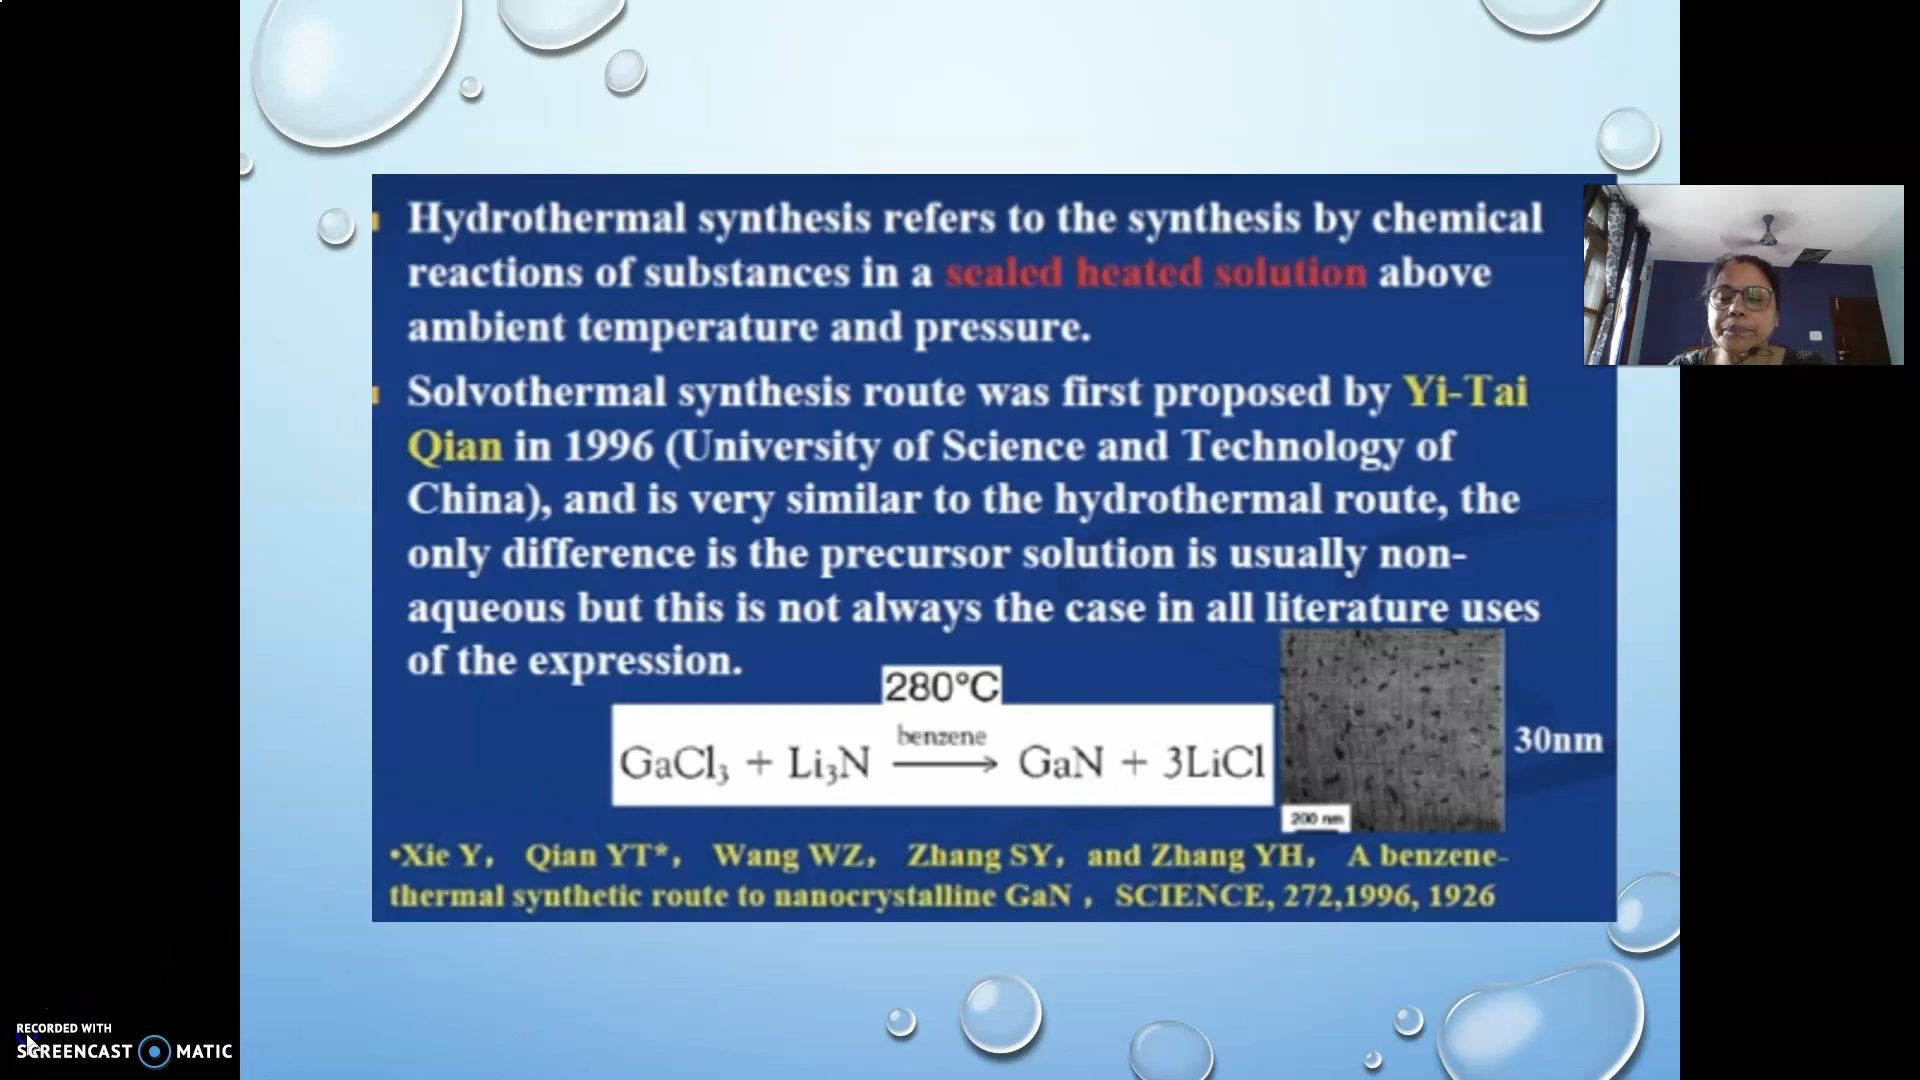 Hydrothermal synthesis refers to the synthesis by chemical
reactions of substances in a sealed heated solution above
ambient temperature and pressure.
Solvothermal synthesis route was first proposed by Yi-Tai
Qian in 1996 (University of Science and Technology of
China), and is very similar to the hydrothermal route, the
only difference is the precursor solution is usually non-
aqueous but this is not always the case in all literature uses
of the expression.
280°C
benzene
GaCl₃ + Li₃N ⟶ GaN + 3LiCl
30nm
200 nm
•Xie Y， Qian YT*， Wang WZ， Zhang SY， and Zhang YH， A benzene-
thermal synthetic route to nanocrystalline GaN， SCIENCE, 272,1996, 1926
RECORDED WITH
SCREENCAST MATIC